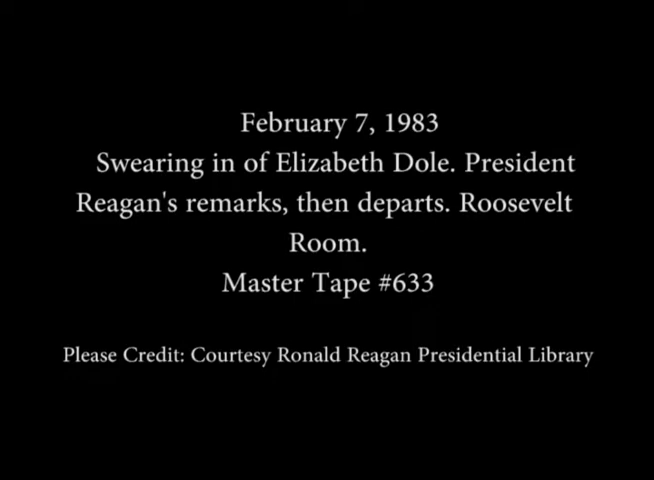 February 7, 1983
Swearing in of Elizabeth Dole. President
Reagan's remarks, then departs. Roosevelt
Room.
Master Tape #633
Please Credit: Courtesy Ronald Reagan Presidential Library